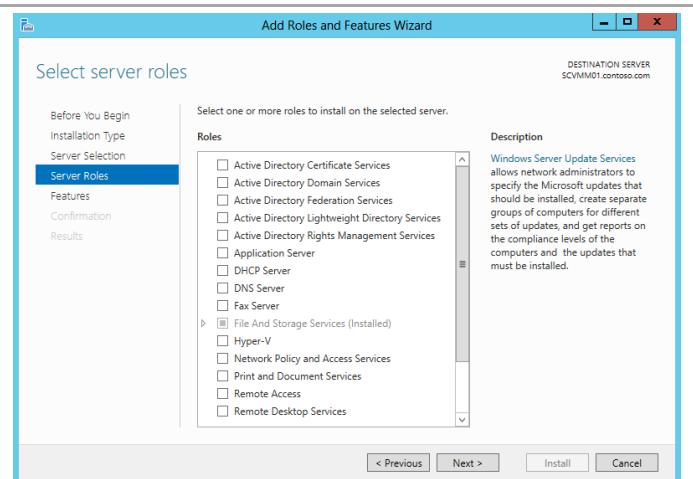 Add Roles and Features Wizard
Select server roles
DESTINATION SERVER
SCVMM01.contoso.com
Before You Begin
Installation Type
Server Selection
Server Roles
Features
Confirmation
Results
Select one or more roles to install on the selected server.
Roles
Active Directory Certificate Services
Active Directory Domain Services
Active Directory Federation Services
Active Directory Lightweight Directory Services
Active Directory Rights Management Services
Application Server
DHCP Server
DNS Server
Fax Server
File And Storage Services (Installed)
Hyper-V
Network Policy and Access Services
Print and Document Services
Remote Access
Remote Desktop Services
Description
Windows Server Update Services
allows network administrators to
specify the Microsoft updates that
should be installed, create separate
groups of computers for different
sets of updates, and get reports on
the compliance levels of the
computers and the updates that
must be installed.
< Previous
Next >
Install
Cancel